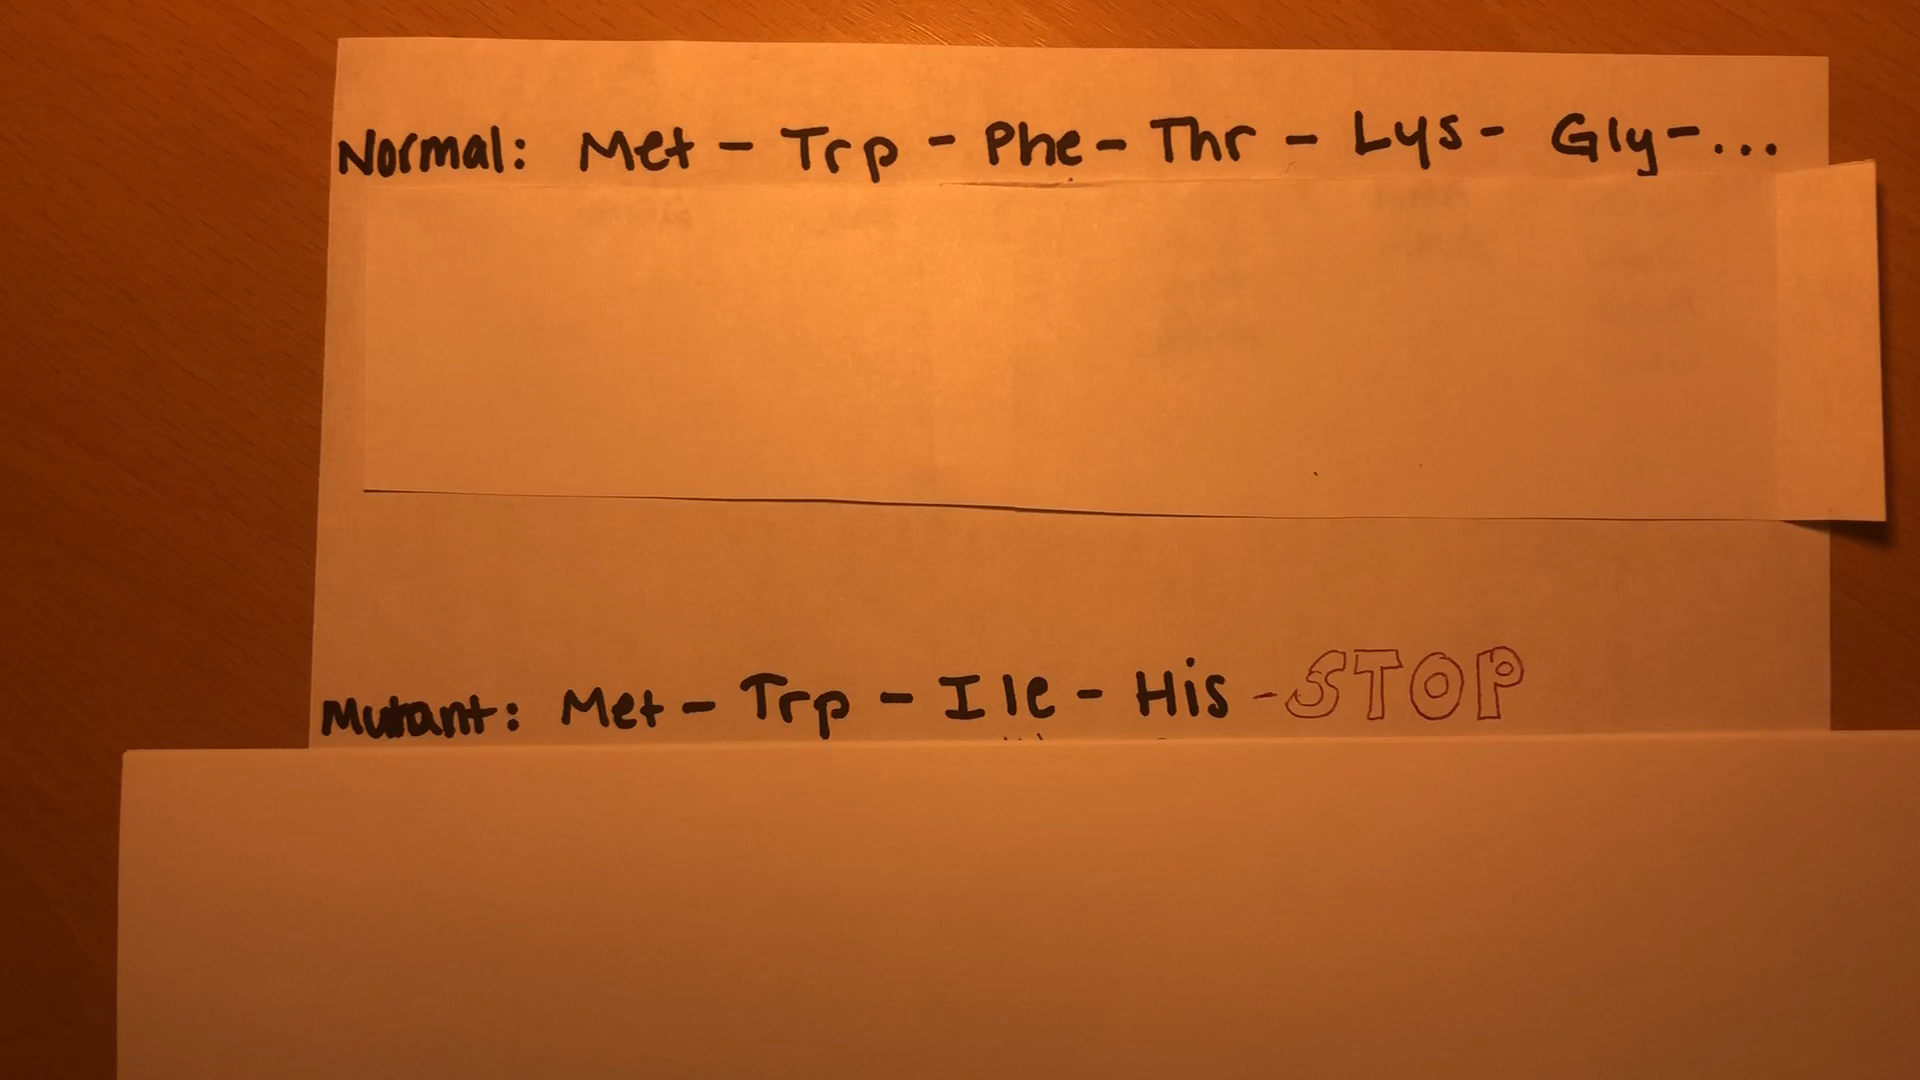 Normal: Met - Trp - Phe - Thr - Lys - Gly - ...
Mutant: Met - Trp - Ile - His - STOP